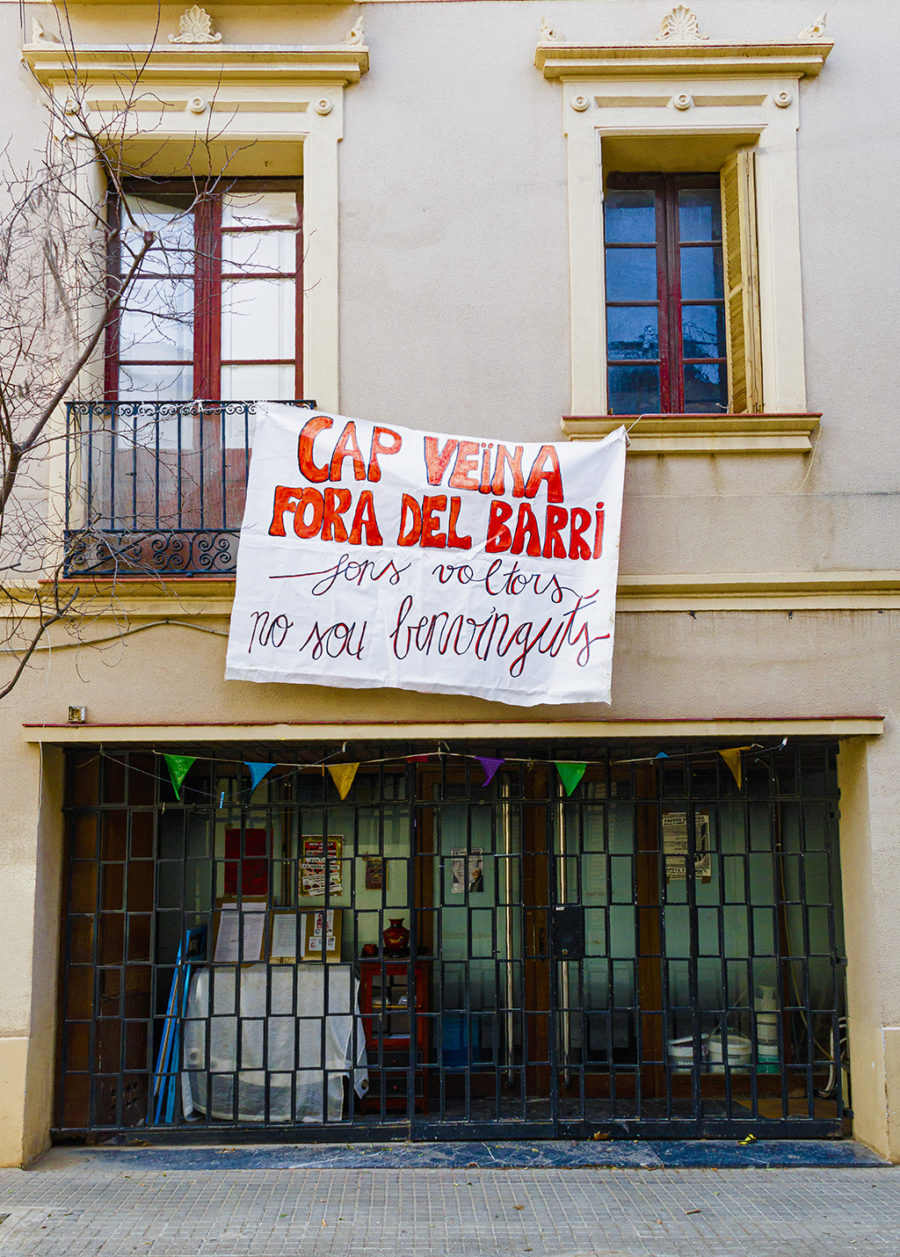 CAP VEÏNA
FORA DEL BARRi
fons voltors
no sou benvinguts